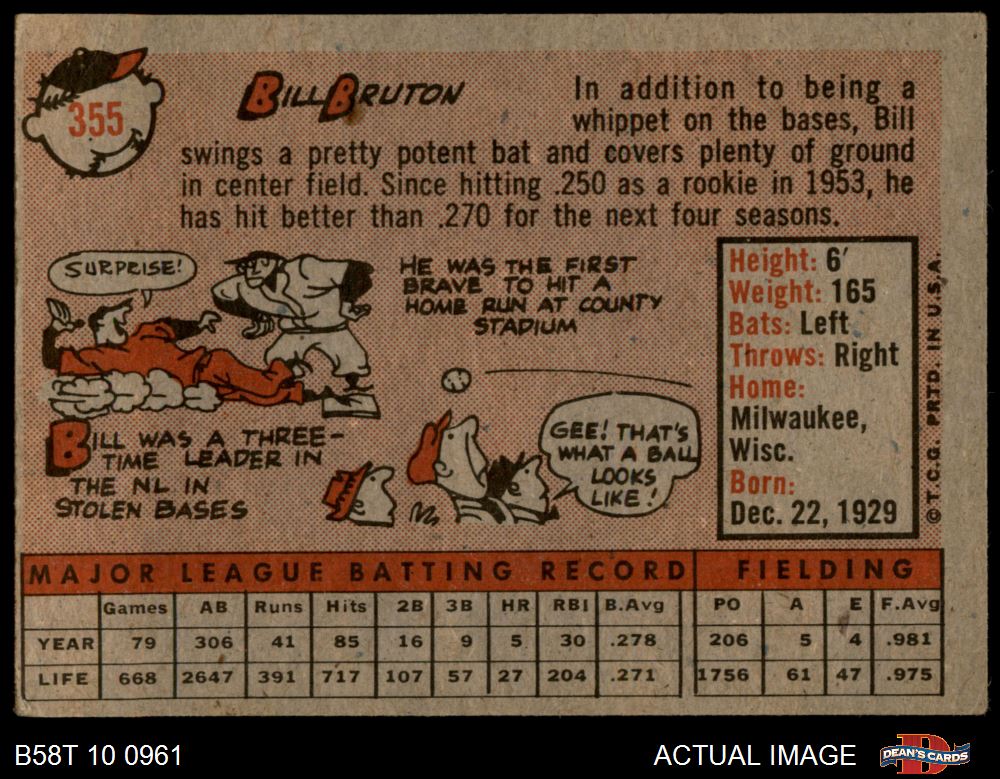 355
BILL BRUTON
In addition to being a
whippet on the bases, Bill
swings a pretty potent bat and covers plenty of ground
in center field. Since hitting .250 as a rookie in 1953, he
has hit better than .270 for the next four seasons.
SURPRISE!
BILL WAS A THREE-
TIME LEADER IN
THE NL IN
STOLEN BASES
HE WAS THE FIRST
BRAVE TO HIT A
HOME RUN AT COUNTY
STADIUM
GEE! THAT'S
WHAT A BALL
LOOKS
LIKE!
Height: 6'
Weight: 165
Bats: Left
Throws: Right
Home:
Milwaukee,
Wisc.
Born:
Dec. 22, 1929
© T.C.G. PRTD. IN U.S.A.
MAJOR LEAGUE BATTING RECORD FIELDING
Games AB Runs Hits 2B 3B HR RBI B.Avg PO A E F.Avg
YEAR 79 306 41 85 16 9 5 30 .278 206 5 4 .981
LIFE 668 2647 391 717 107 57 27 204 .271 1756 61 47 .975
B58T 10 0961 ACTUAL IMAGE DEAN'S CARDS